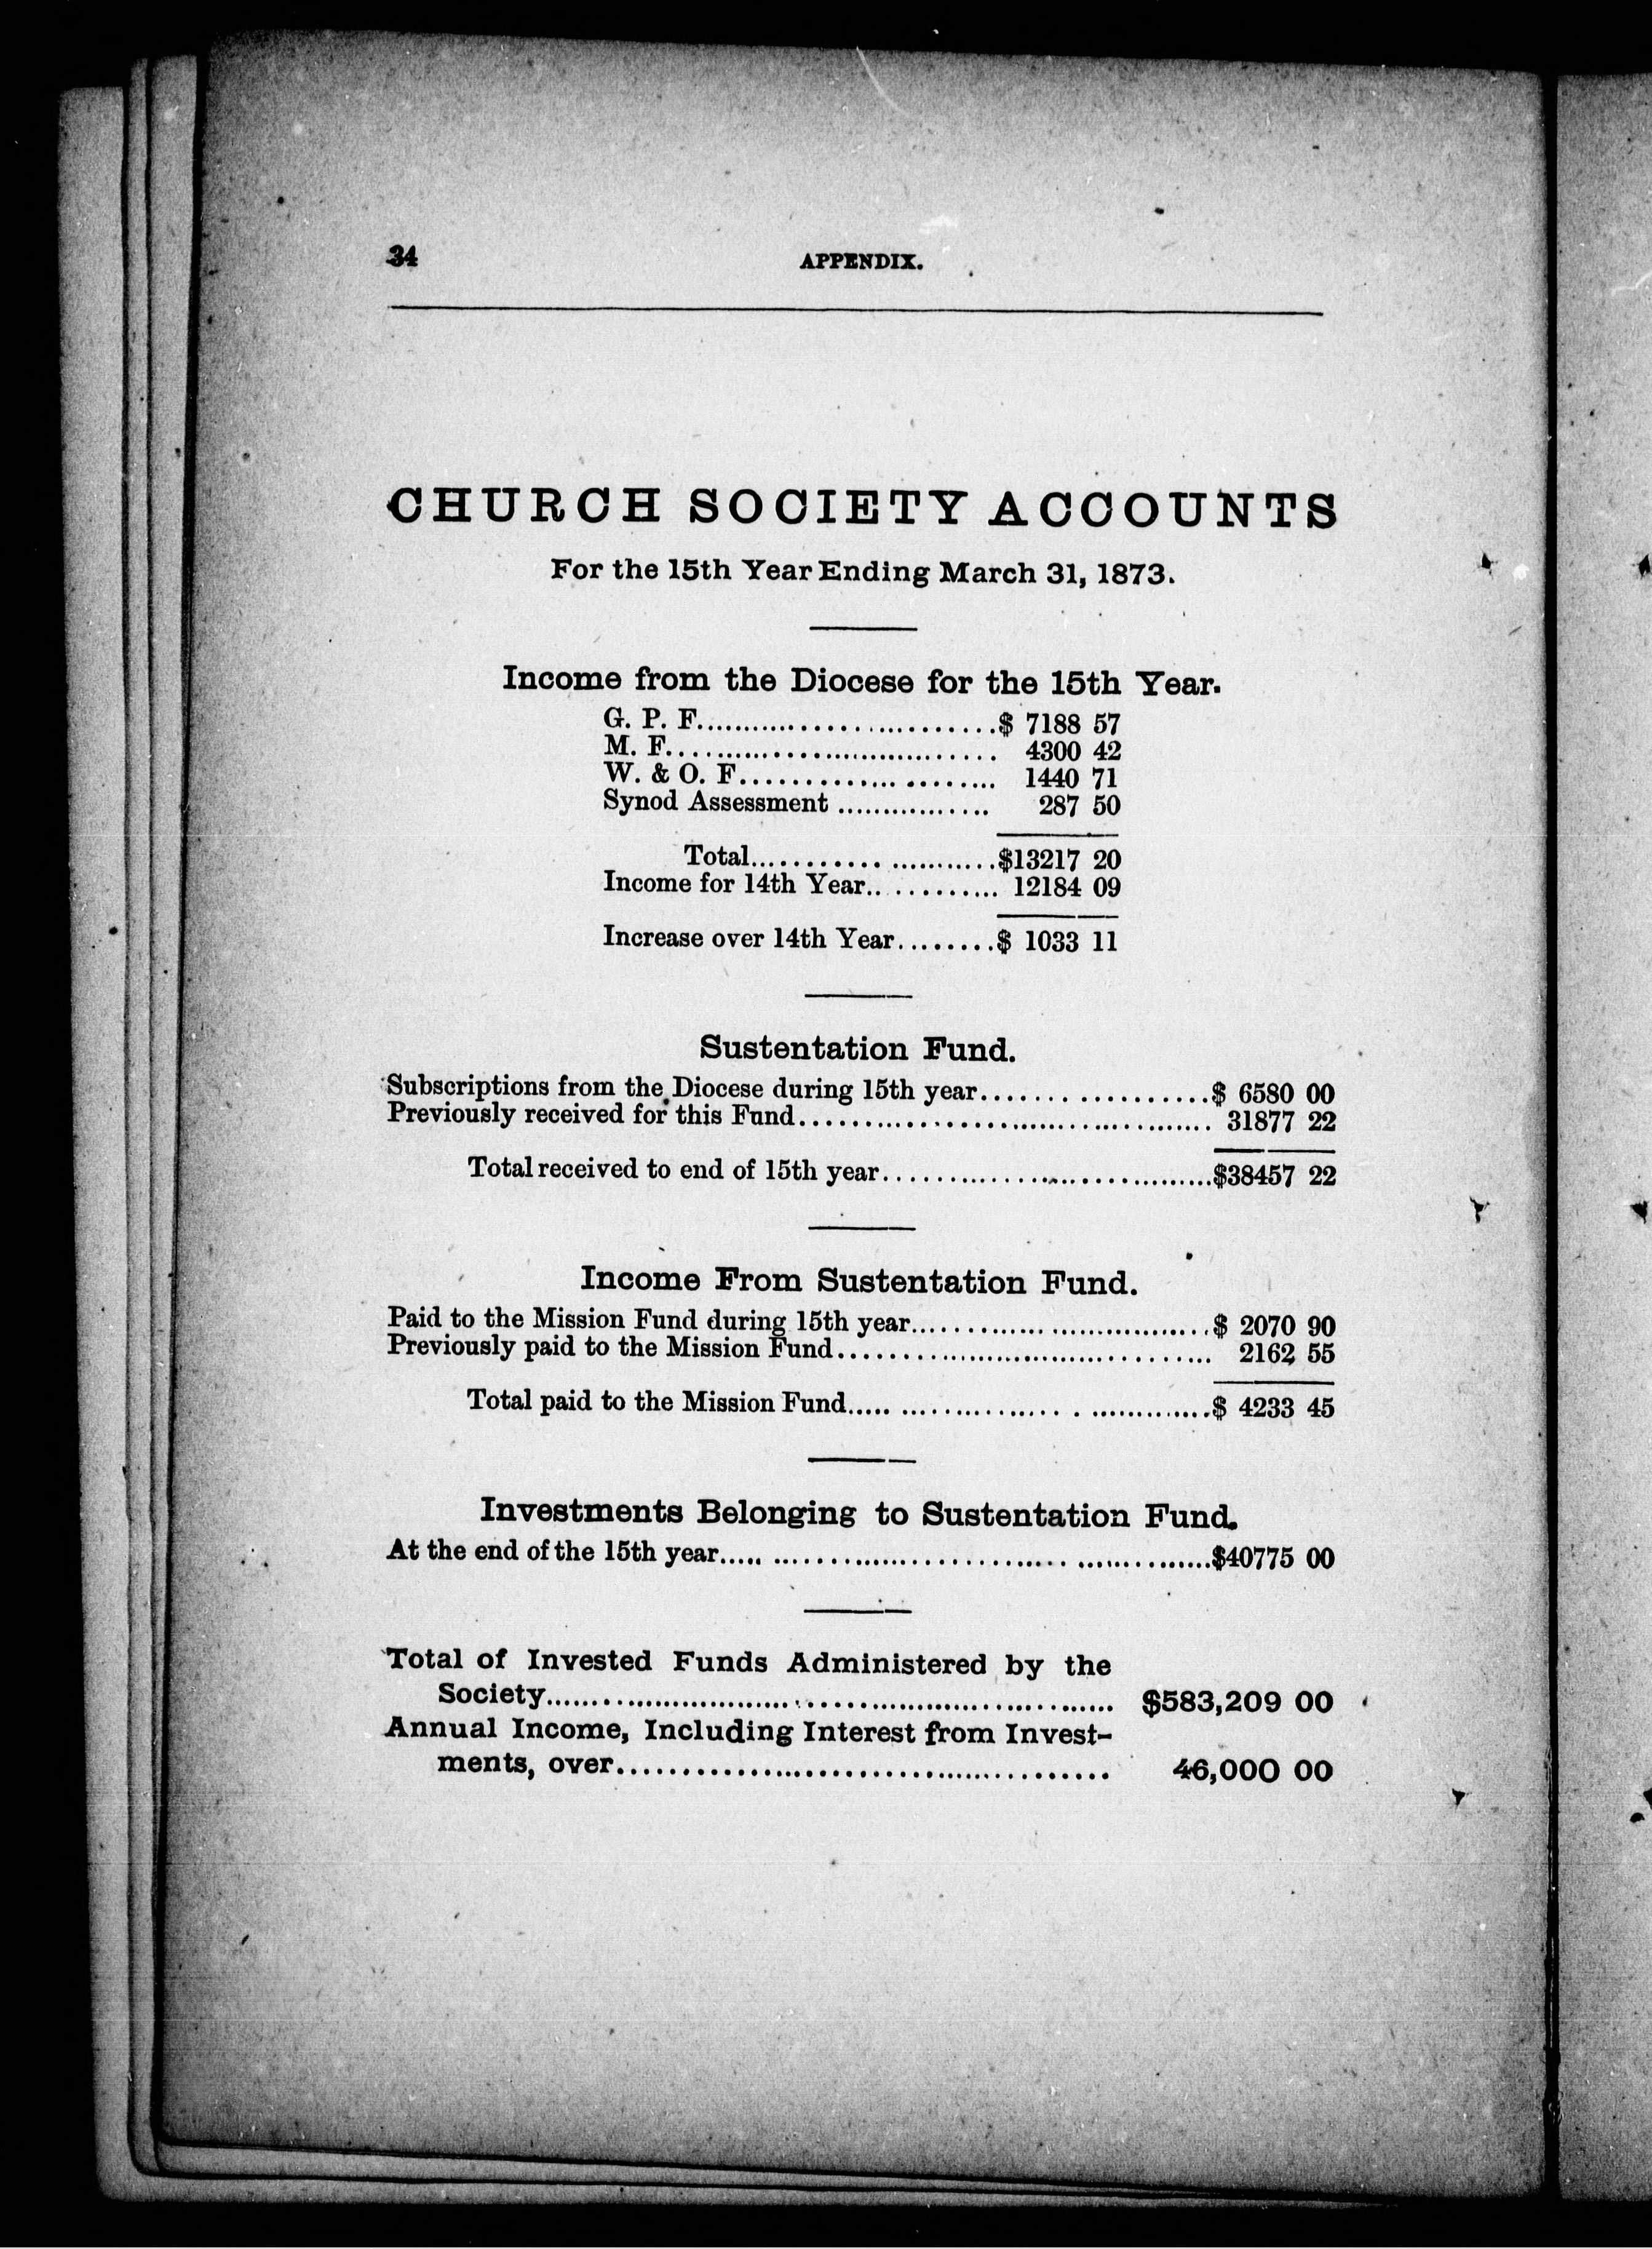 34 APPENDIX.
CHURCH SOCIETY ACCOUNTS
For the 15th Year Ending March 31, 1873.
Income from the Diocese for the 15th Year.
G. P. F..............................$ 7188 57
M. F.............................. 4300 42
W. & O. F......................... 1440 71
Synod Assessment ................ 287 50
Total.......................$13217 20
Income for 14th Year............ 12184 09
Increase over 14th Year.........$ 1033 11
Sustentation Fund.
Subscriptions from the Diocese during 15th year...................$ 6580 00
Previously received for this Fund.................................. 31877 22
Total received to end of 15th year............................$38457 22
Income From Sustentation Fund.
Paid to the Mission Fund during 15th year.........................$ 2070 90
Previously paid to the Mission Fund............................... 2162 55
Total paid to the Mission Fund..............................$ 4233 45
Investments Belonging to Sustentation Fund.
At the end of the 15th year........................................$40775 00
Total of Invested Funds Administered by the
Society.................................................. $583,209 00
Annual Income, Including Interest from Invest-
ments, over........................................ 46,000 00